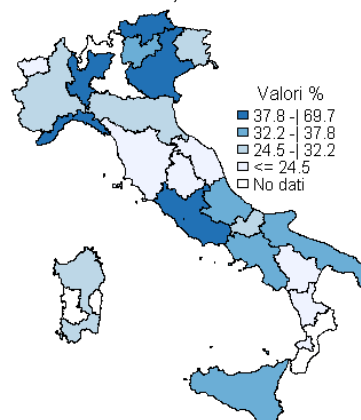 Valori %
37.8 -| 69.7
32.2 -| 37.8
24.5 -| 32.2
<= 24.5
No dati